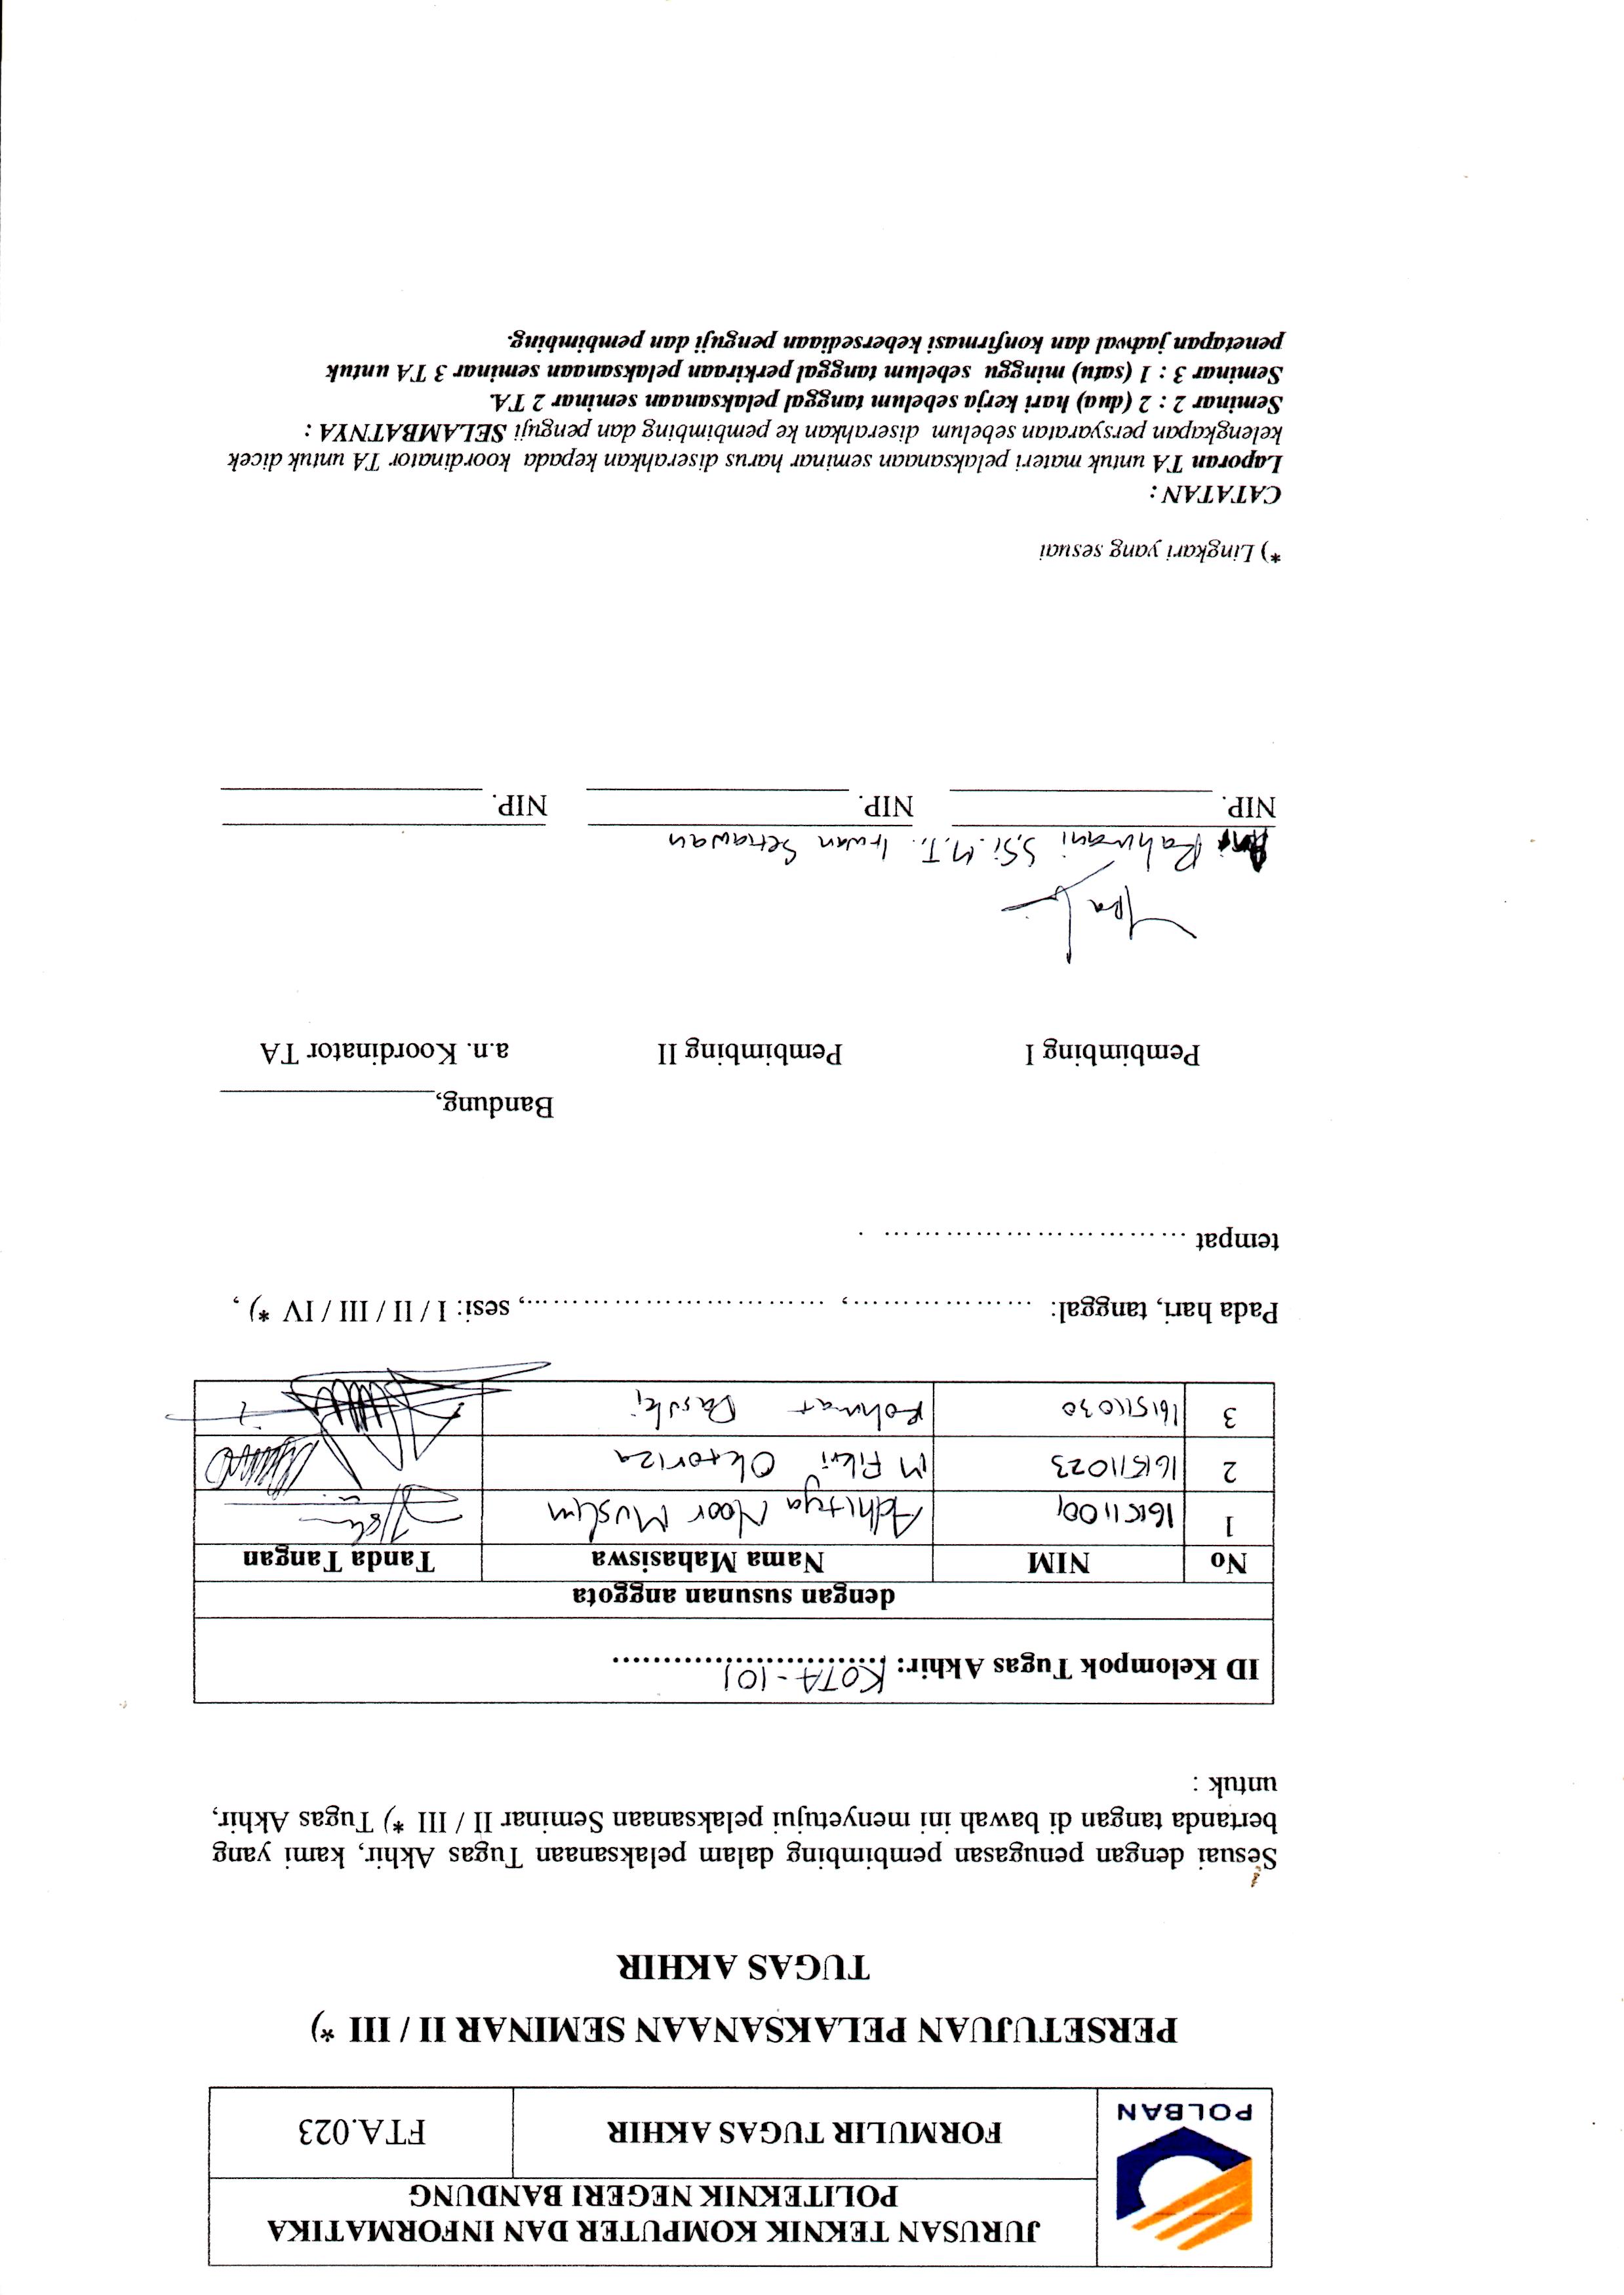 POLBAN
JURUSAN TEKNIK KOMPUTER DAN INFORMATIKA
POLITEKNIK NEGERI BANDUNG
FORMULIR TUGAS AKHIR
FTA.023
PERSETUJUAN PELAKSANAAN SEMINAR II / III *)
TUGAS AKHIR
Sesuai dengan penugasan pembimbing dalam pelaksanaan Tugas Akhir, kami yang
bertanda tangan di bawah ini menyetujui pelaksanaan Seminar II / III *) Tugas Akhir,
untuk :
ID Kelompok Tugas Akhir: KOTA-101
dengan susunan anggota
No NIM Nama Mahasiswa Tanda Tangan
1 161511001 Adhitya Noor Muslim
2 161511023 M Fikri Oktoriza
3 161511030 Rohmat Dasuki
Pada hari, tanggal: ………………, ……………………………, sesi: I / II / III / IV *) ,
tempat …………………………… .
Bandung,
Pembimbing I Pembimbing II a.n. Koordinator TA
Ani Rahmani S,Si. M.T. Irwan Setiawan
NIP. NIP. NIP.
*) Lingkari yang sesuai
CATATAN :
Laporan TA untuk materi pelaksanaan seminar harus diserahkan kepada koordinator TA untuk dicek
kelengkapan persyaratan sebelum diserahkan ke pembimbing dan penguji SELAMBATNYA :
Seminar 2 : 2 (dua) hari kerja sebelum tanggal pelaksanaan seminar 2 TA.
Seminar 3 : 1 (satu) minggu sebelum tanggal perkiraan pelaksanaan seminar 3 TA untuk
penetapan jadwal dan konfirmasi kebersediaan penguji dan pembimbing.